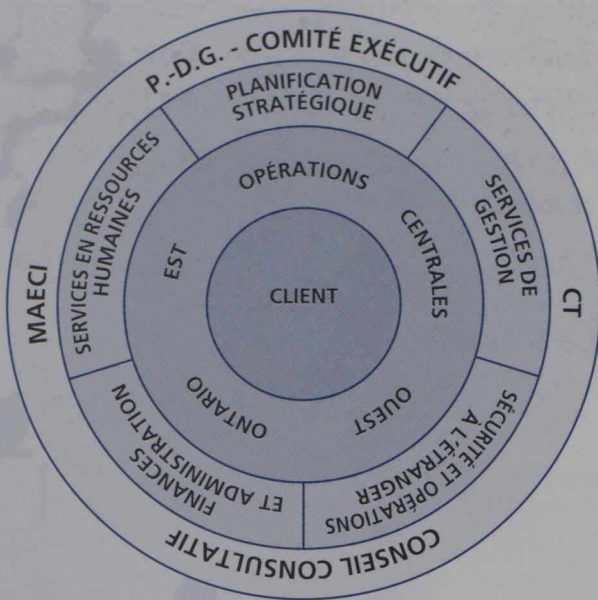 P.-D.G. - COMITÉ EXÉCUTIF
PLANIFICATION
STRATÉGIQUE
SERVICES EN RESSOURCES
HUMAINES
SERVICES DE
GESTION
OPÉRATIONS
EST
CENTRALES
CLIENT
MAECI
CT
ONTARIO
OUEST
FINANCES
ET ADMINISTRATION
SÉCURITÉ ET OPÉRATIONS
À L'ÉTRANGER
CONSEIL CONSULTATIF